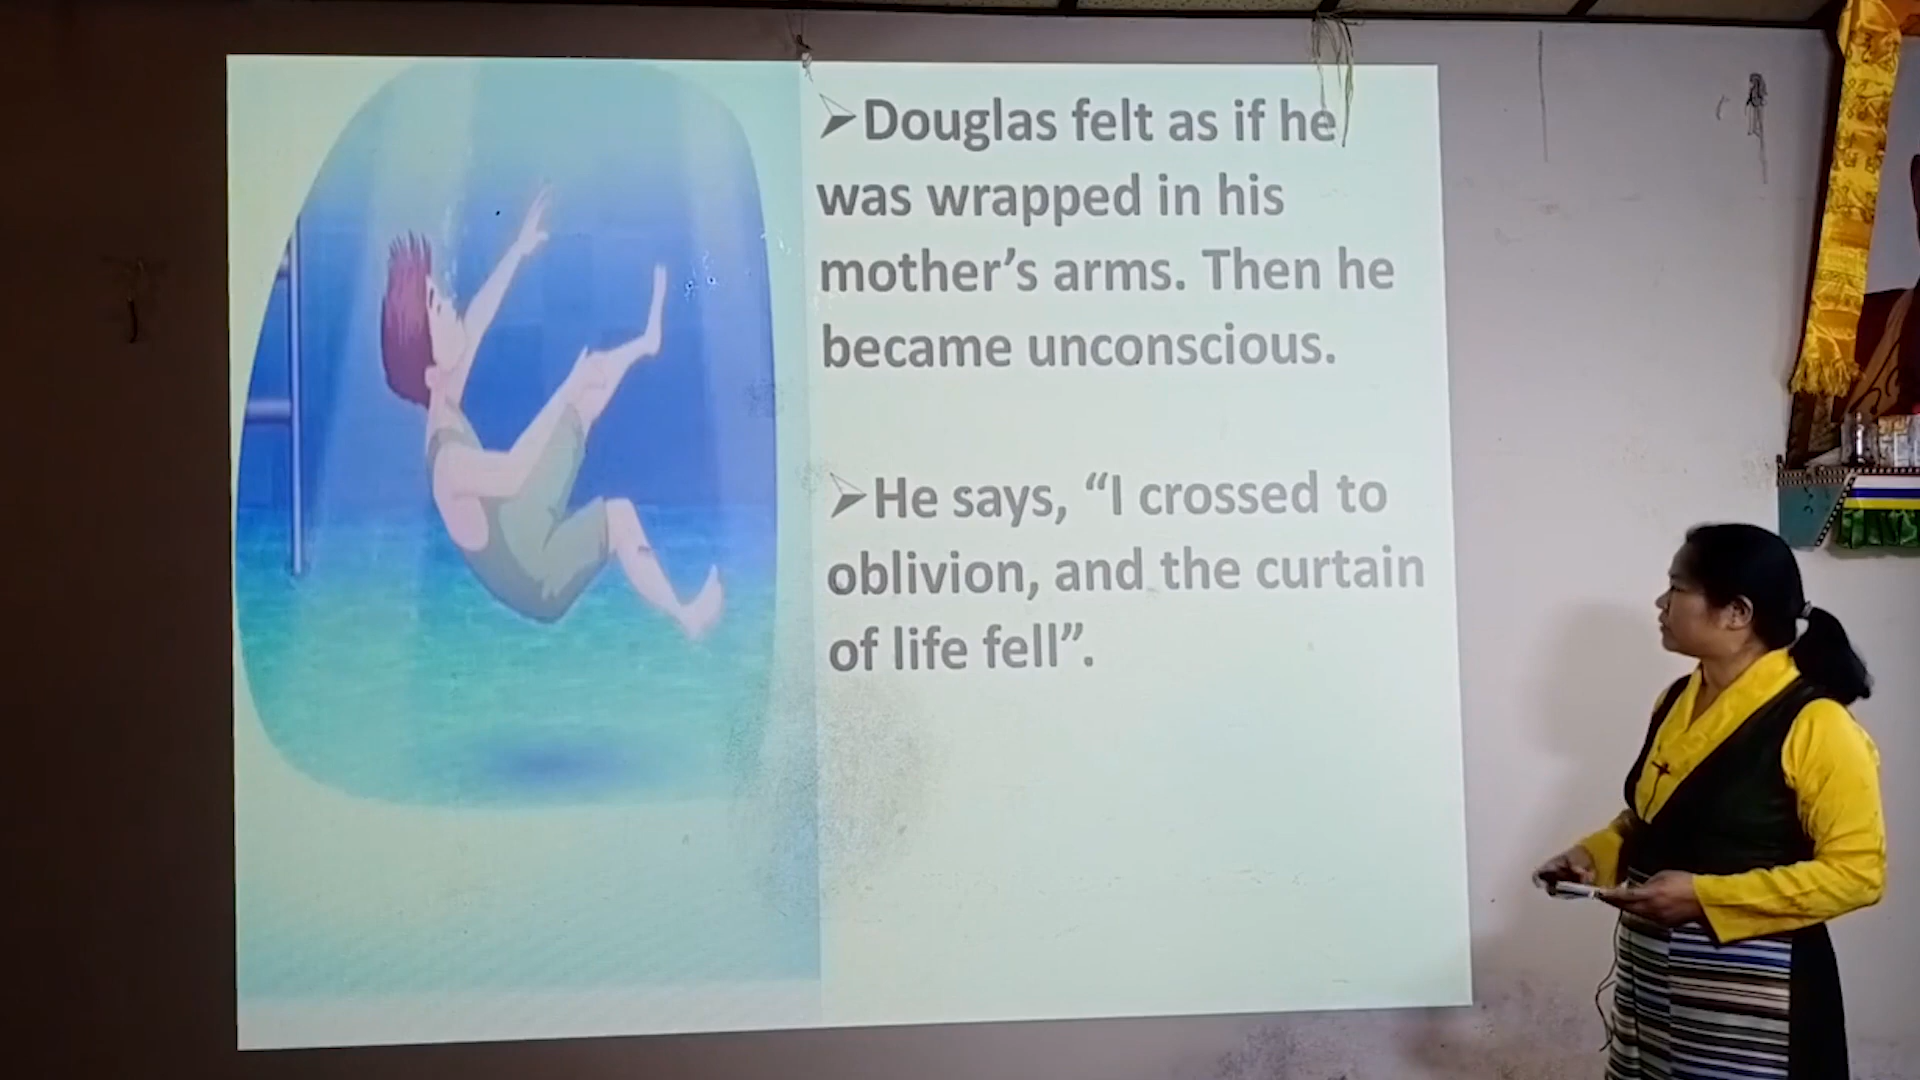 ➢Douglas felt as if he
was wrapped in his
mother’s arms. Then he
became unconscious.
➢He says, “I crossed to
oblivion, and the curtain
of life fell”.